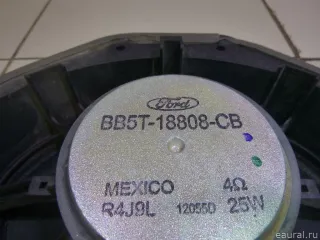 Ford
BB5T-18808-CB
MEXICO 4Ω
R4J9L 12055D 25W
eaural.ru